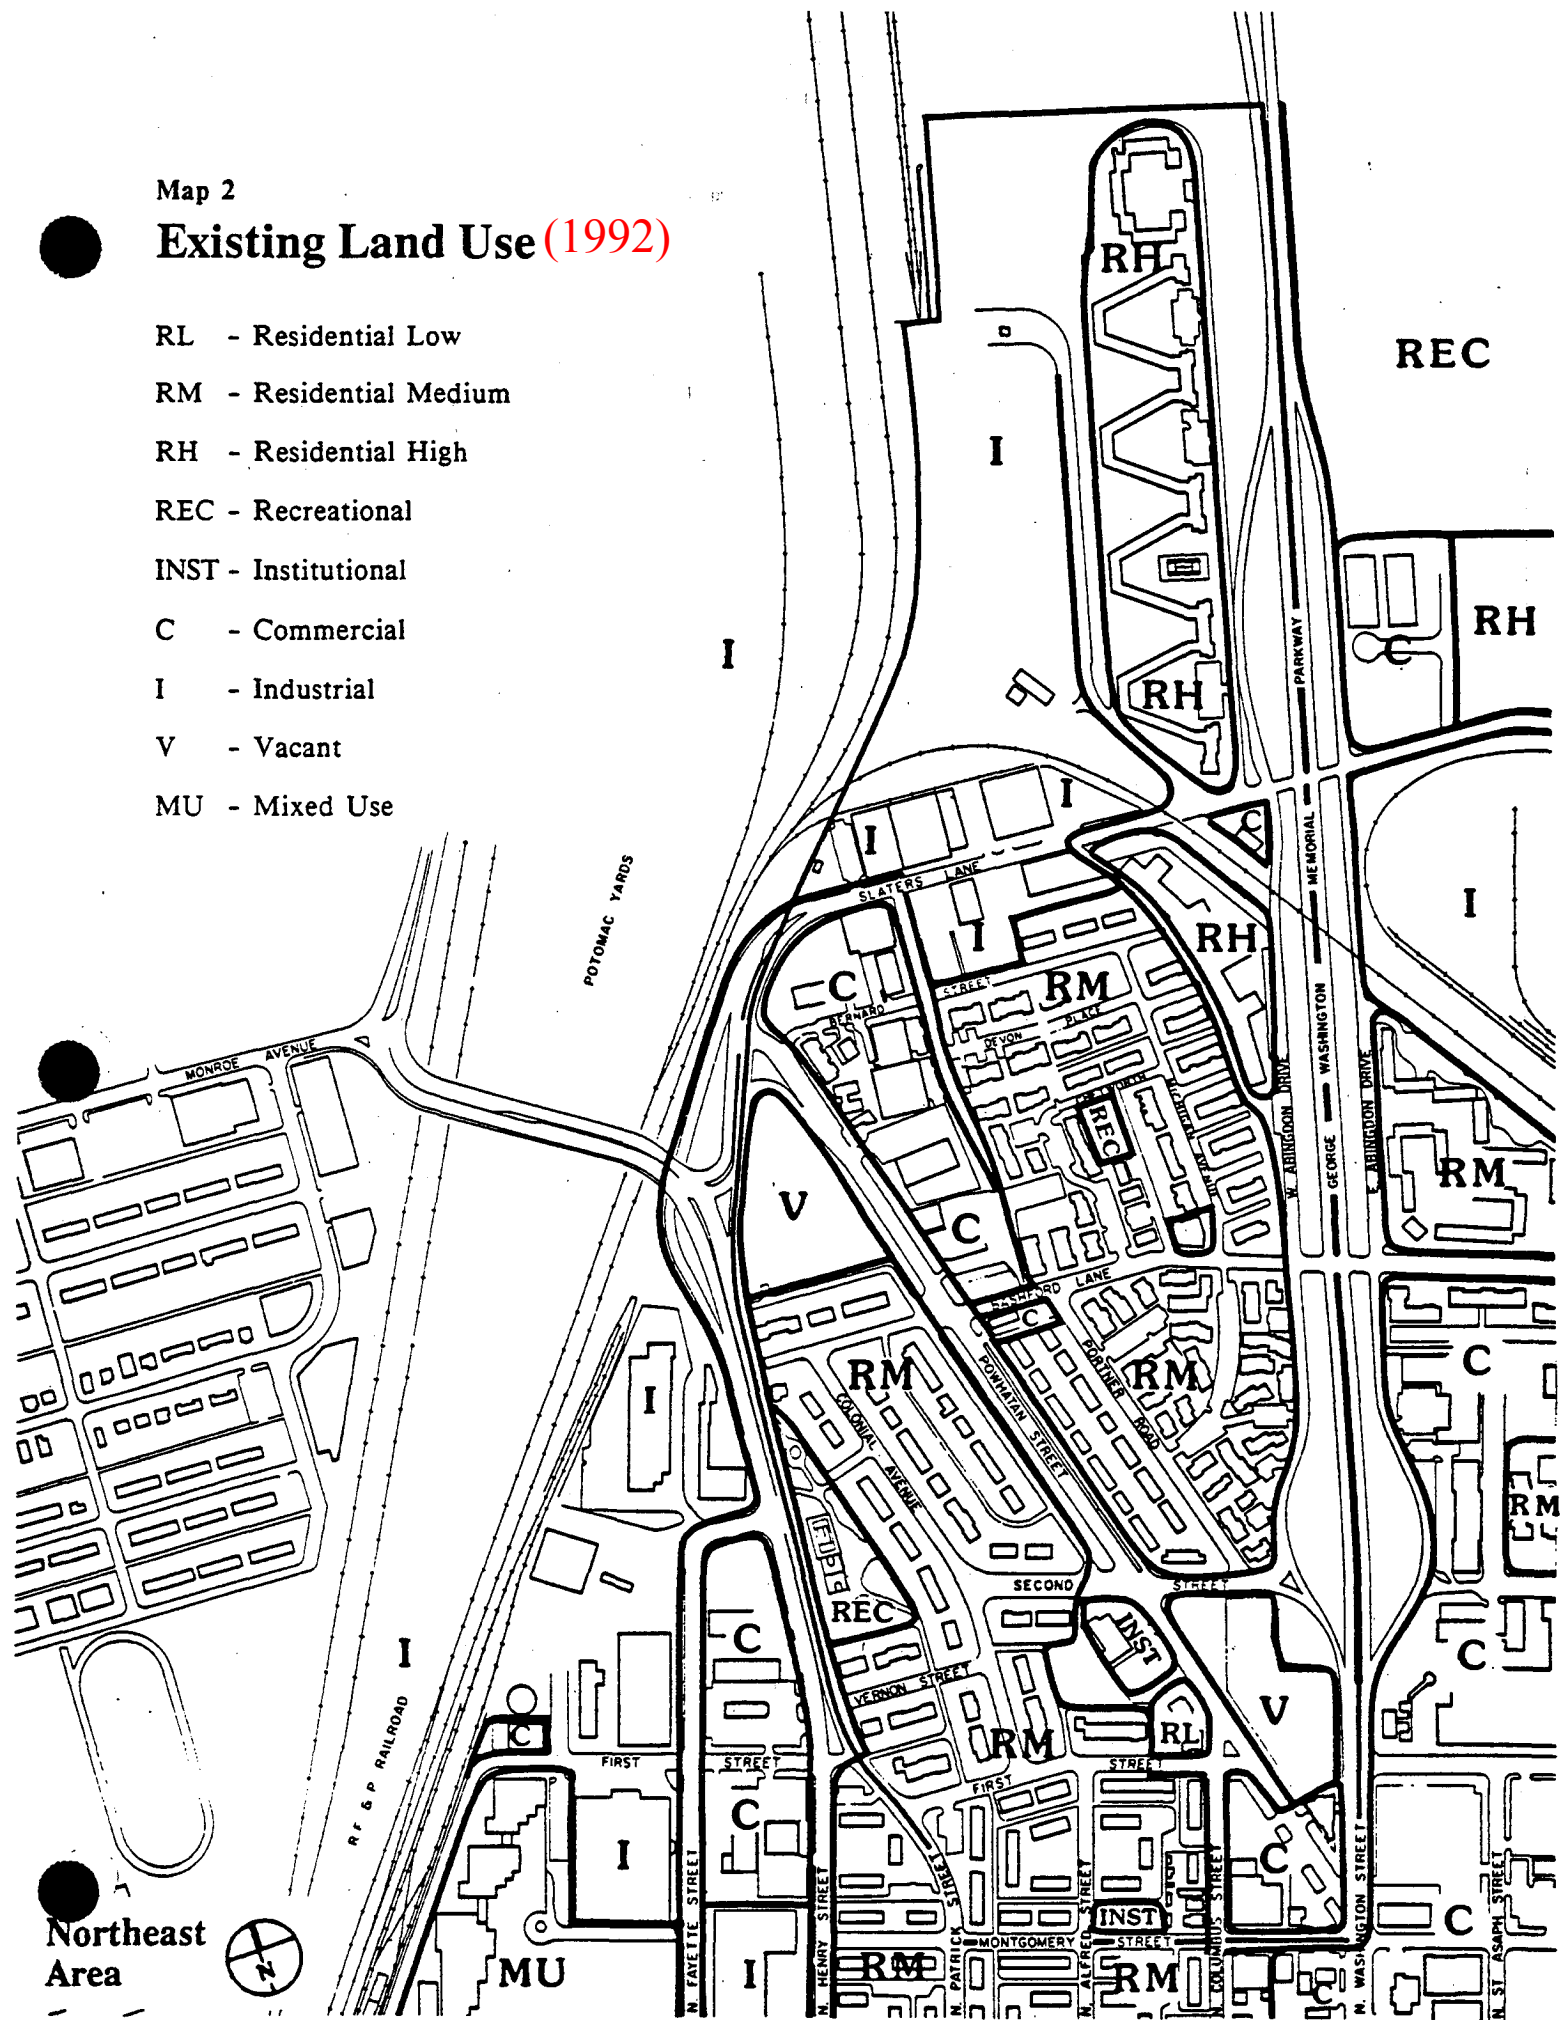 Map 2
Existing Land Use (1992)
RL - Residential Low
RM - Residential Medium
RH - Residential High
REC - Recreational
INST - Institutional
C - Commercial
I - Industrial
V - Vacant
MU - Mixed Use
RH
REC
I
RH
C
I
RH
PARKWAY
I
I
C
MEMORIAL
SLATERS LANE
I
I
RH
POTOMAC YARDS
C
STREET
RM
BERNARD
DEVON
PLACE
WASHINGTON
MONROE AVENUE
REC
MICHIGAN AVENUE
W. ABINGDON DRIVE
GEORGE
E. ABINGDON DRIVE
RM
V
C
BASHFORD LANE
C
C
RM
POWHATAN STREET
PORTNER ROAD
RM
I
COLONIAL AVENUE
RM
SECOND
STREET
REC
INST
C
C
I
VERNON STREET
V
R F & P RAILROAD
C
RM
RL
FIRST
STREET
FIRST
STREET
C
I
C
N. FAYETTE STREET
N. HENRY STREET
N. PATRICK STREET
N. ALFRED STREET
N. COLUMBUS STREET
N. WASHINGTON STREET
N. ST ASAPH STREET
INST
C
MONTGOMERY STREET
Northeast
Area
N
MU
I
RM
RM
C